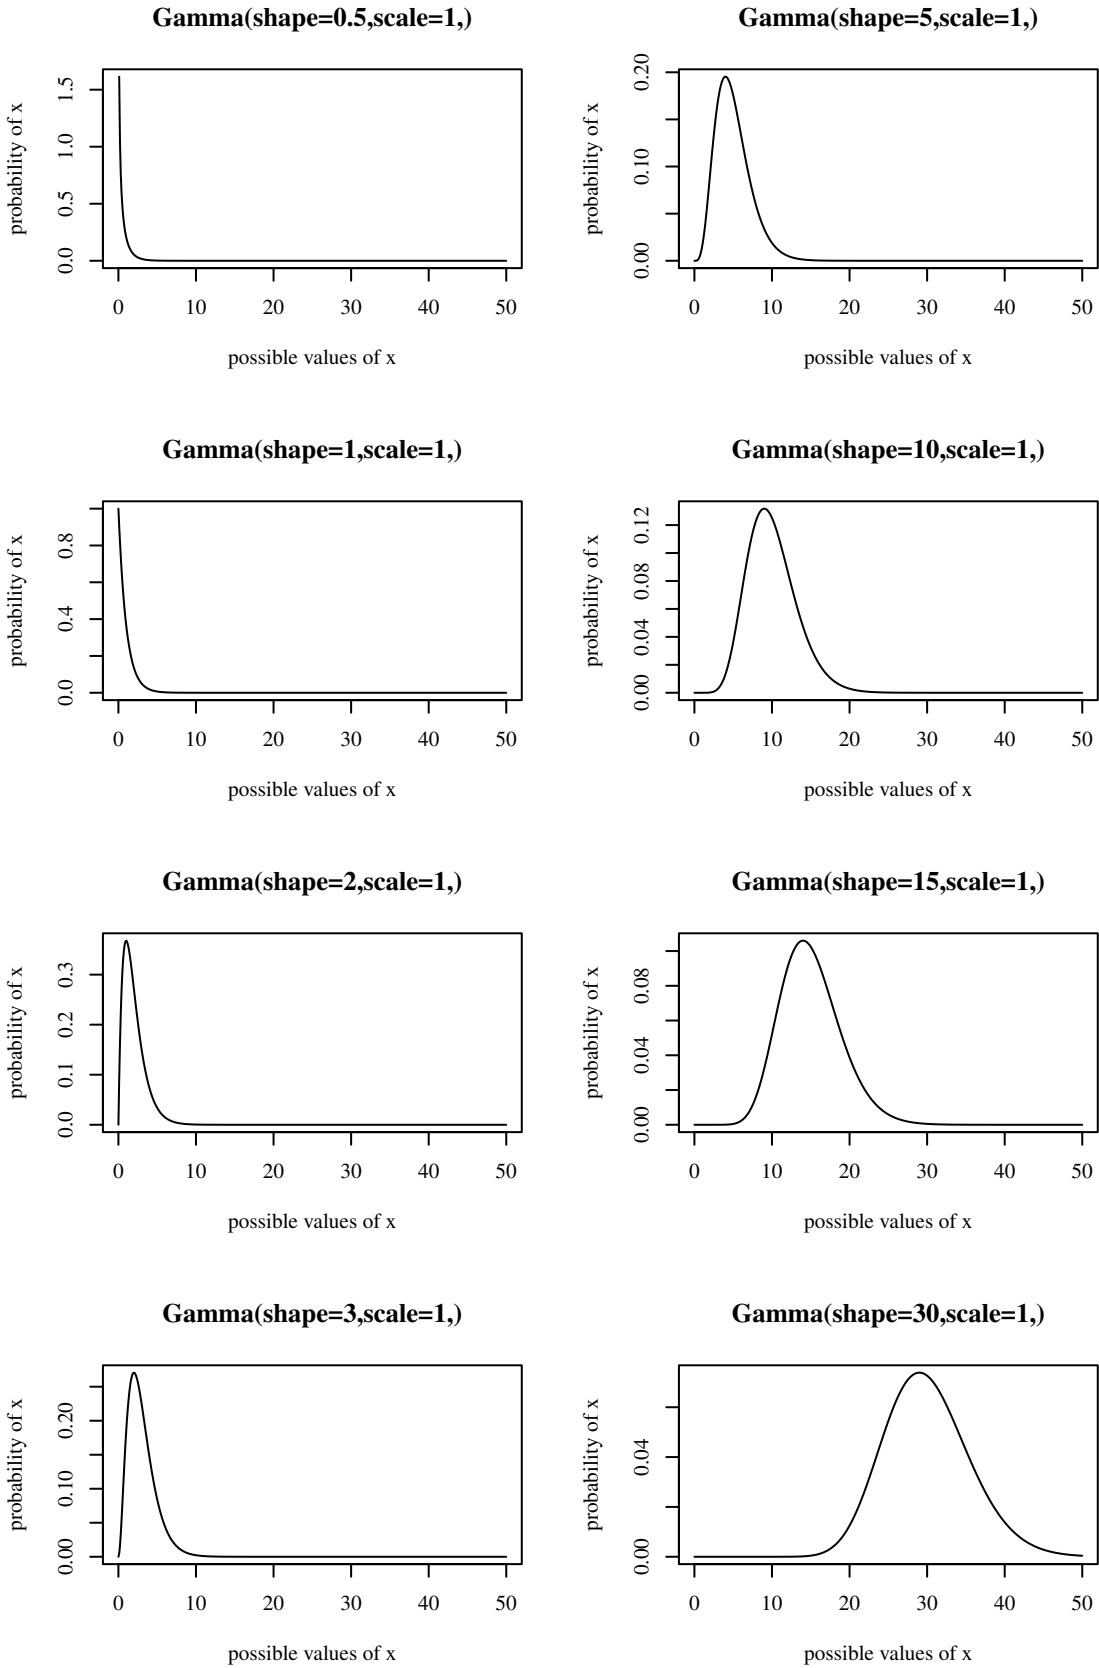 Gamma(shape=0.5,scale=1,)
probability of x
0.0 0.5 1.0 1.5
0 10 20 30 40 50
possible values of x
Gamma(shape=5,scale=1,)
probability of x
0.00 0.10 0.20
0 10 20 30 40 50
possible values of x
Gamma(shape=1,scale=1,)
probability of x
0.0 0.4 0.8
0 10 20 30 40 50
possible values of x
Gamma(shape=10,scale=1,)
probability of x
0.00 0.04 0.08 0.12
0 10 20 30 40 50
possible values of x
Gamma(shape=2,scale=1,)
probability of x
0.0 0.1 0.2 0.3
0 10 20 30 40 50
possible values of x
Gamma(shape=15,scale=1,)
probability of x
0.00 0.04 0.08
0 10 20 30 40 50
possible values of x
Gamma(shape=3,scale=1,)
probability of x
0.00 0.10 0.20
0 10 20 30 40 50
possible values of x
Gamma(shape=30,scale=1,)
probability of x
0.00 0.04
0 10 20 30 40 50
possible values of x